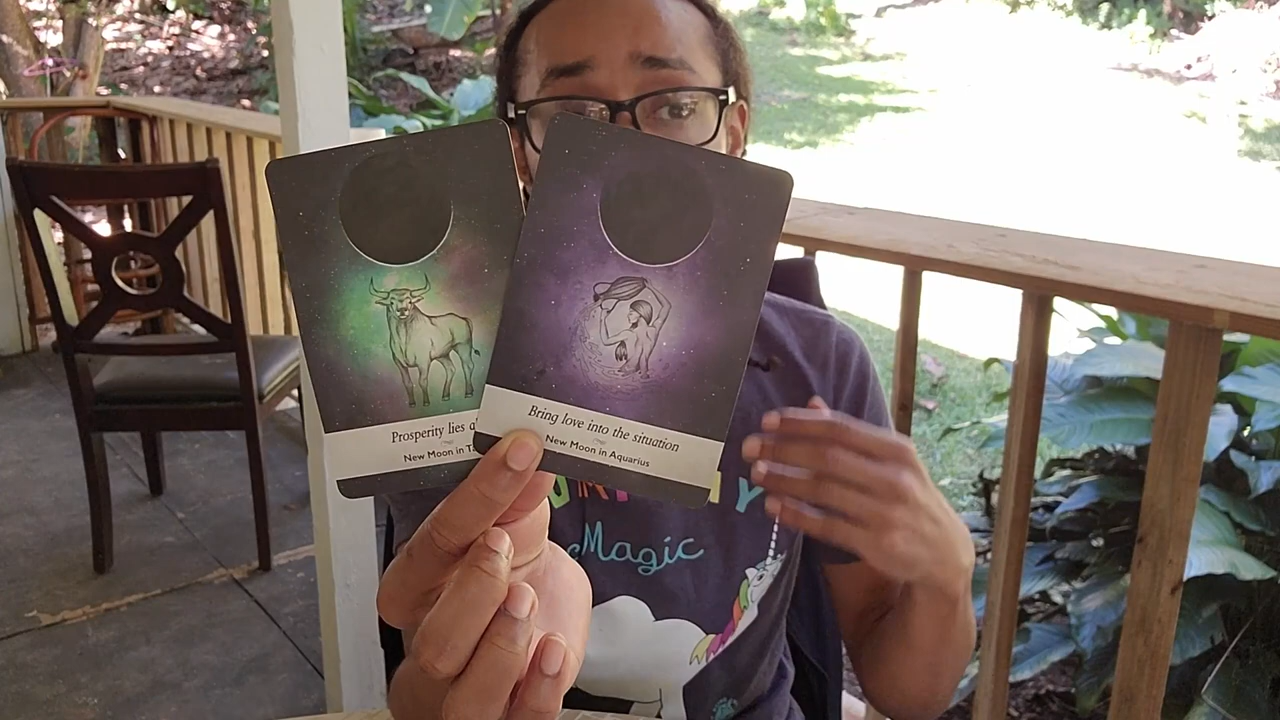 Prosperity lies
New Moon in
Bring love into the situation
New Moon in Aquarius
Magic